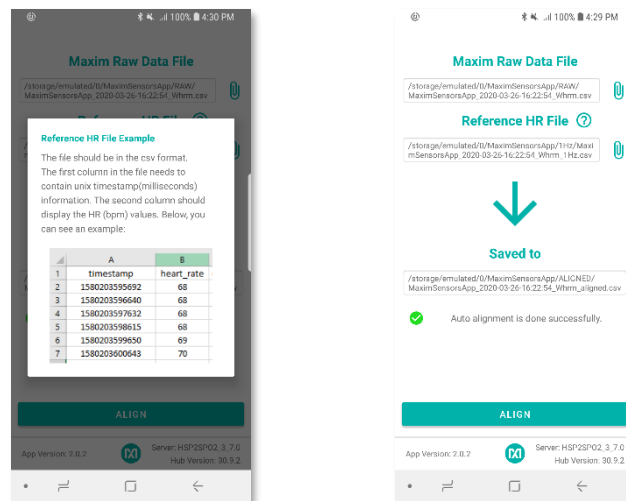 100% 4:30 PM
Maxim Raw Data File
/storage/emulated/0/MaximSensorsApp/RAW/
MaximSensorsApp_2020-03-26-16:22:54_Whrm.csv
Reference HR File Example
The file should be in the csv format.
The first column in the file needs to
contain unix timestamp(milliseconds)
information. The second column should
display the HR (bpm) values. Below, you
can see an example:
A B
1 timestamp heart_rate
2 1580203595692 68
3 1580203596640 68
4 1580203597632 68
5 1580203598615 68
6 1580203599650 69
7 1580203600643 70
ALIGN
App Version: 2.0.2
Server: HSP2SPO2_3_7.0
Hub Version: 30.9.2
100% 4:29 PM
Maxim Raw Data File
/storage/emulated/0/MaximSensorsApp/RAW/
MaximSensorsApp_2020-03-26-16:22:54_Whrm.csv
Reference HR File ?
/storage/emulated/0/MaximSensorsApp/1Hz/Maxi
mSensorsApp_2020-03-26-16:22:54_Whrm_1Hz.csv
Saved to
/storage/emulated/0/MaximSensorsApp/ALIGNED/
MaximSensorsApp_2020-03-26-16:22:54_Whrm_aligned.csv
Auto alignment is done successfully.
ALIGN
App Version: 2.0.2
Server: HSP2SPO2_3_7.0
Hub Version: 30.9.2